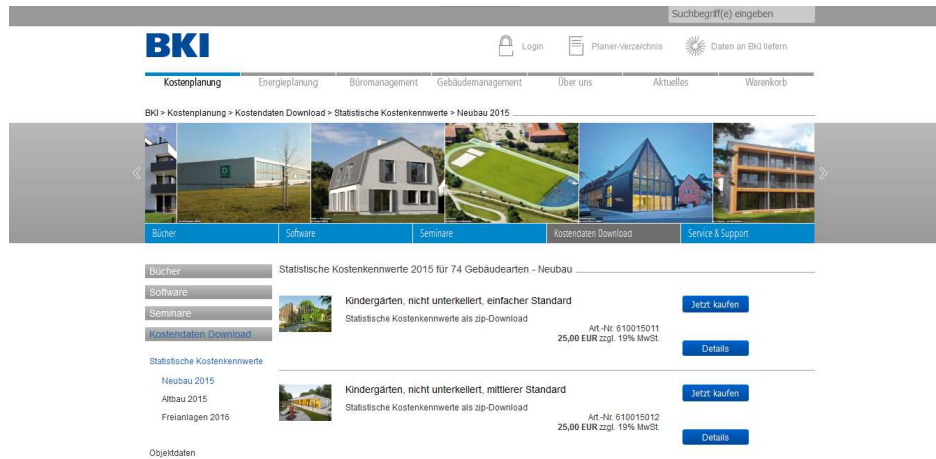 Suchbegriff(e) eingeben
BKI
Login
Planer-Verzeichnis
Daten an BKI liefern
Kostenplanung
Energieplanung
Büromanagement
Gebäudemanagement
Über uns
Aktuelles
Warenkorb
BKI > Kostenplanung > Kostendaten Download > Statistische Kostenkennwerte > Neubau 2015
Bücher
Software
Seminare
Kostendaten Download
Service & Support
Bücher
Software
Seminare
Kostendaten Download
Statistische Kostenkennwerte
Neubau 2015
Altbau 2015
Freianlagen 2016
Objektdaten
Statistische Kostenkennwerte 2015 für 74 Gebäudearten - Neubau
Kindergärten, nicht unterkellert, einfacher Standard
Statistische Kostenkennwerte als zip-Download
Jetzt kaufen
Art.-Nr. 610015011
25,00 EUR zzgl. 19% MwSt.
Details
Kindergärten, nicht unterkellert, mittlerer Standard
Statistische Kostenkennwerte als zip-Download
Jetzt kaufen
Art.-Nr. 610015012
25,00 EUR zzgl. 19% MwSt.
Details